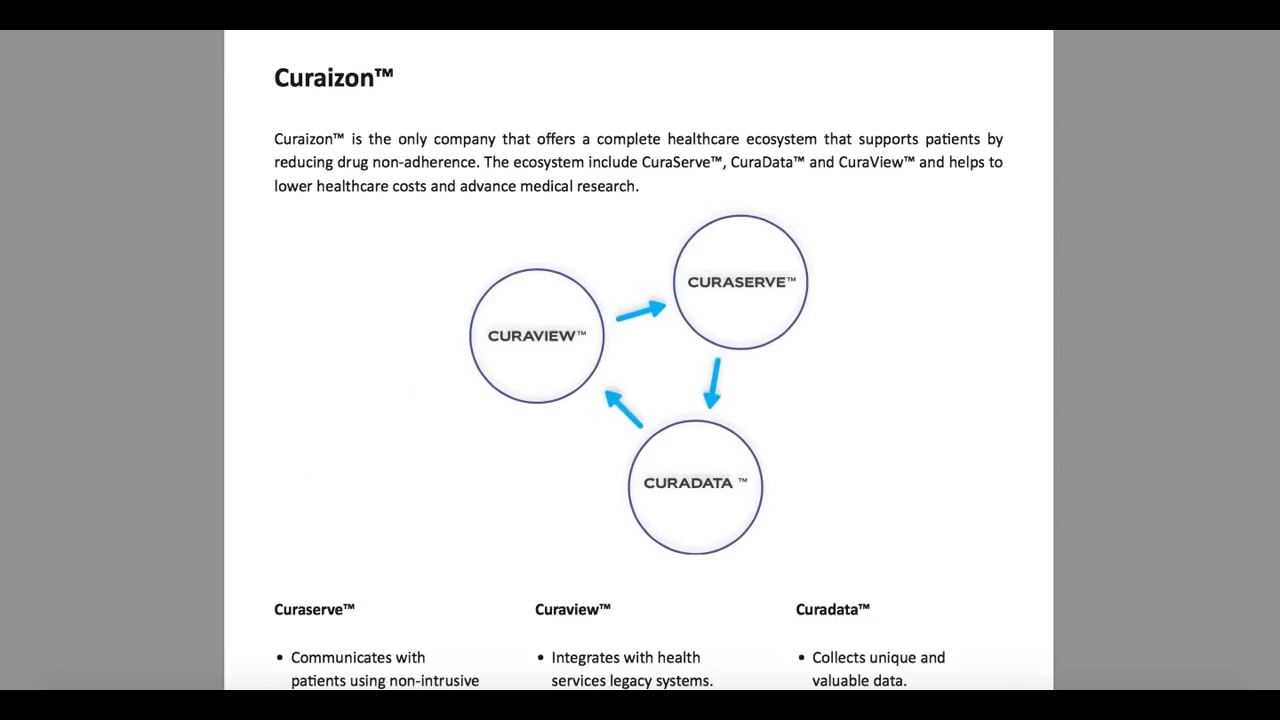 Curaizon™
Curaizon™ is the only company that offers a complete healthcare ecosystem that supports patients by
reducing drug non-adherence. The ecosystem include CuraServe™, CuraData™ and CuraView™ and helps to
lower healthcare costs and advance medical research.
CURASERVE™
CURAVIEW™
CURADATA ™
Curaserve™
Curaview™
Curadata™
• Communicates with
patients using non-intrusive
• Integrates with health
services legacy systems.
• Collects unique and
valuable data.